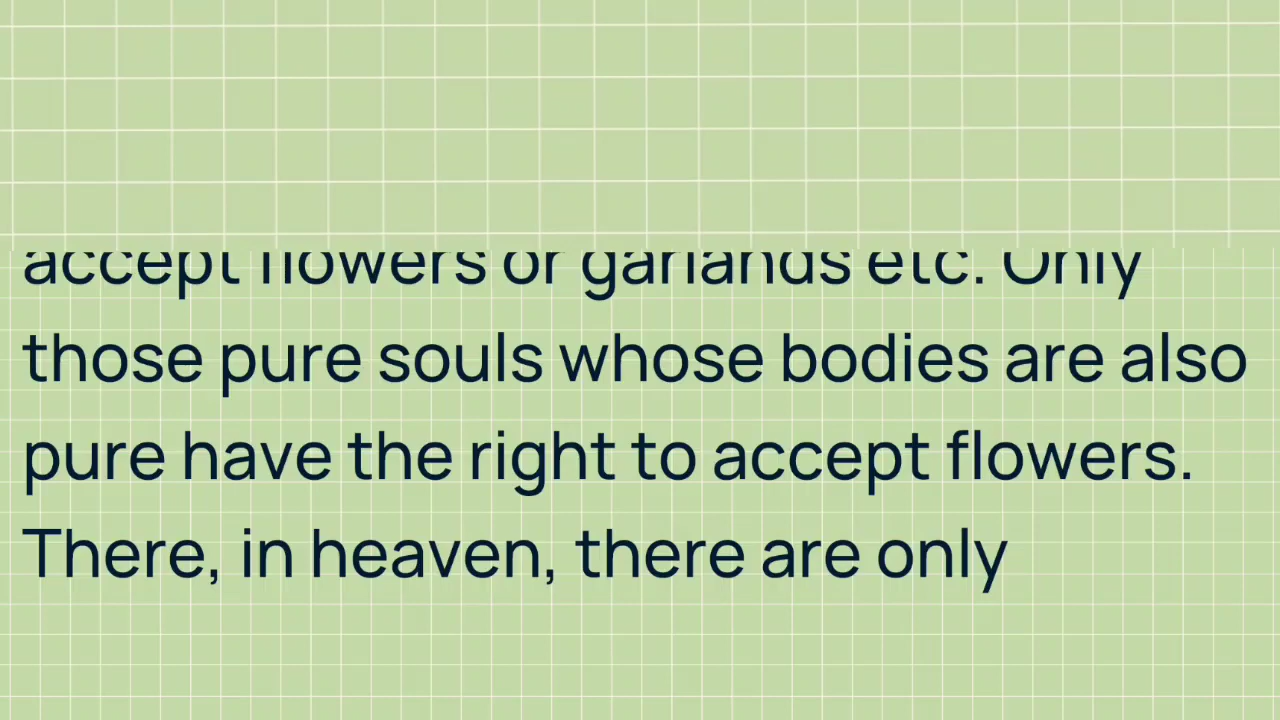 accept flowers or garlands etc. Only
those pure souls whose bodies are also
pure have the right to accept flowers.
There, in heaven, there are only